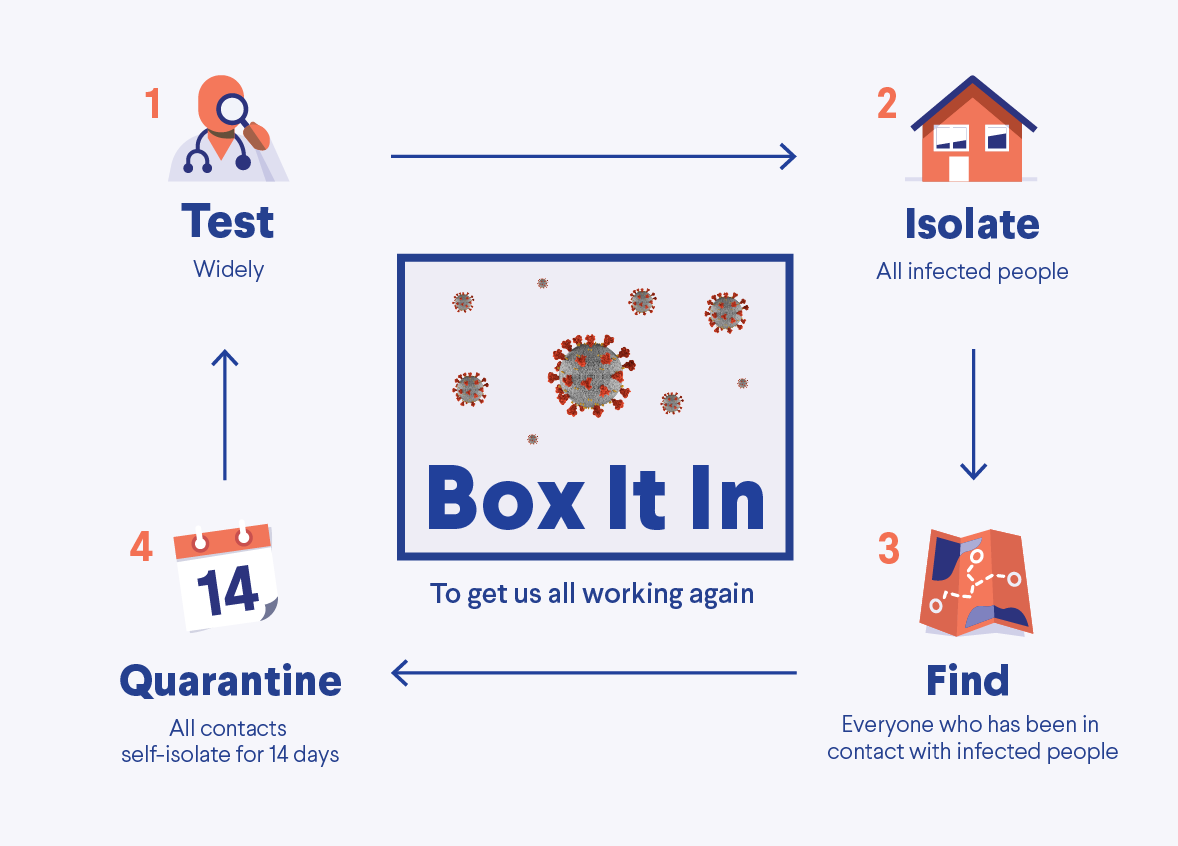 1
Test
Widely
2
Isolate
All infected people
Box It In
To get us all working again
4
14
Quarantine
All contacts
self-isolate for 14 days
3
Find
Everyone who has been in
contact with infected people